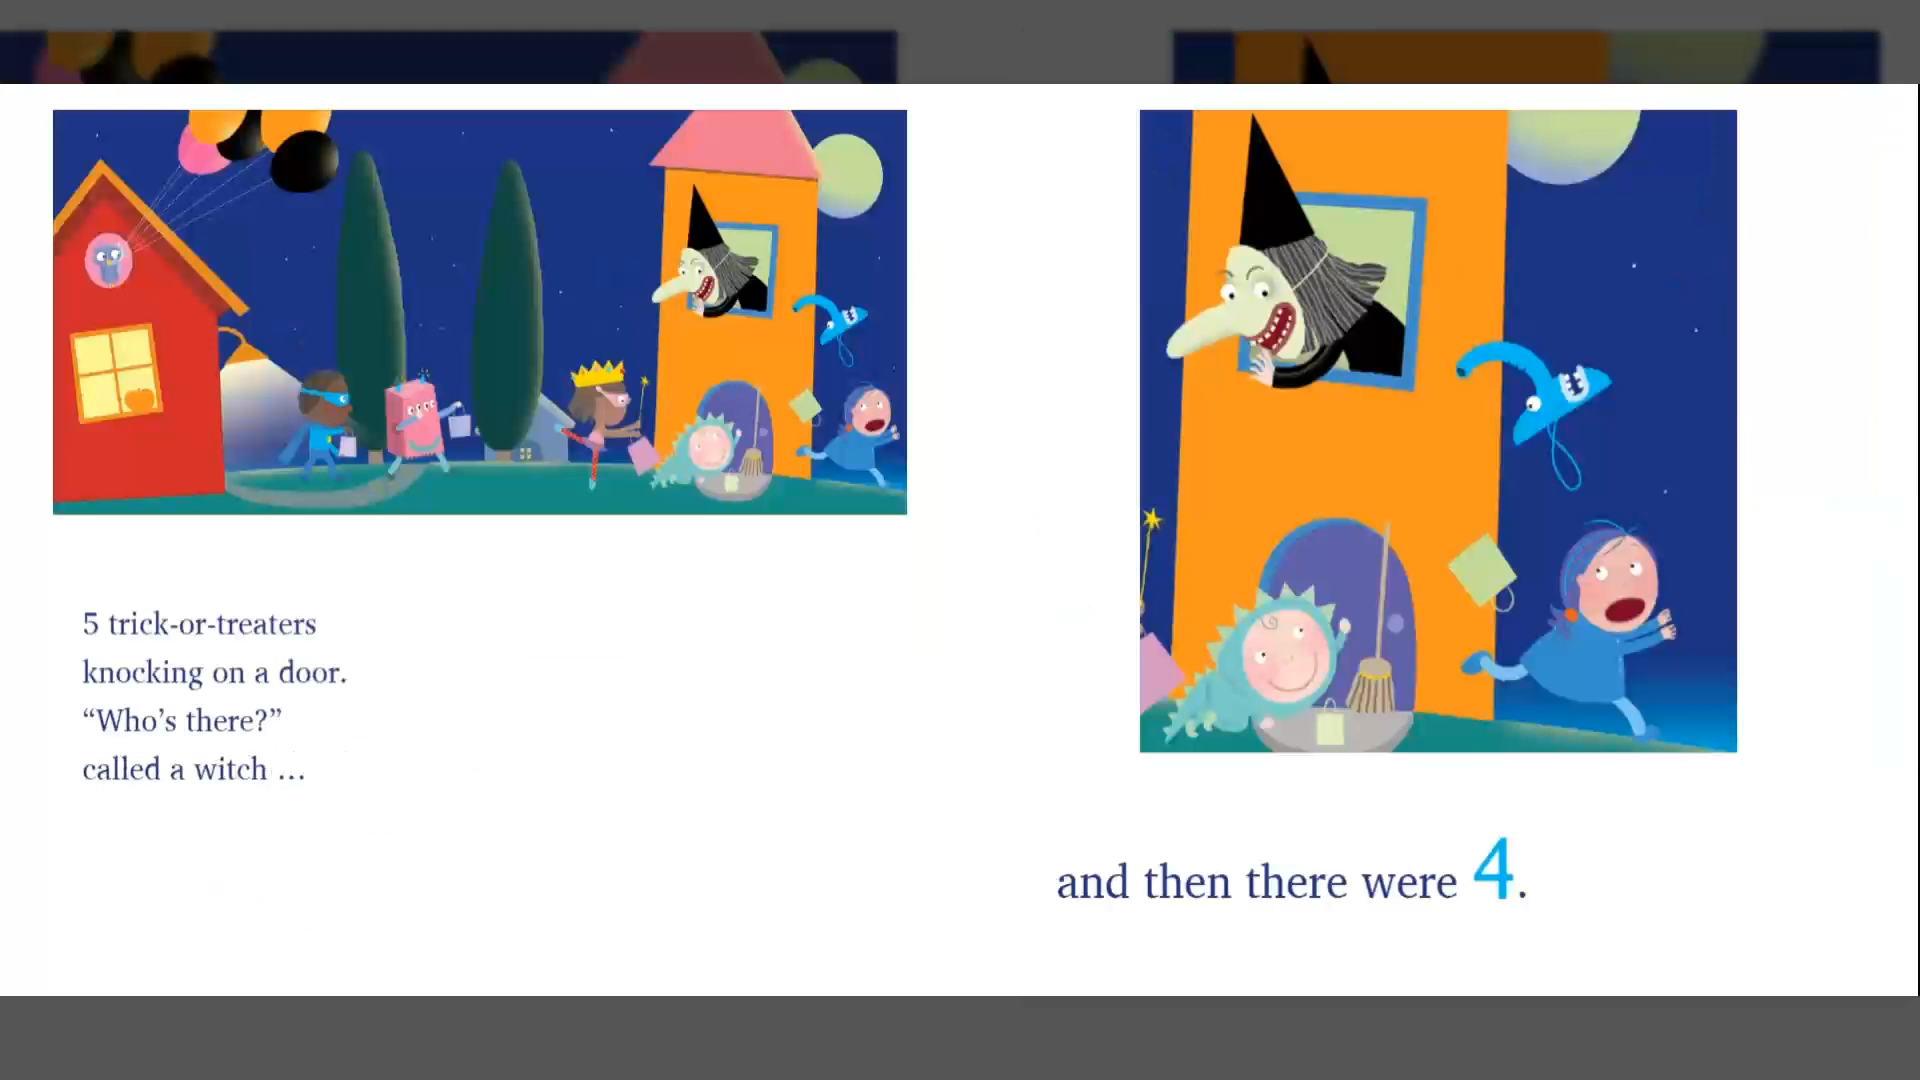 5 trick-or-treaters
knocking on a door.
“Who’s there?”
called a witch …
and then there were 4.